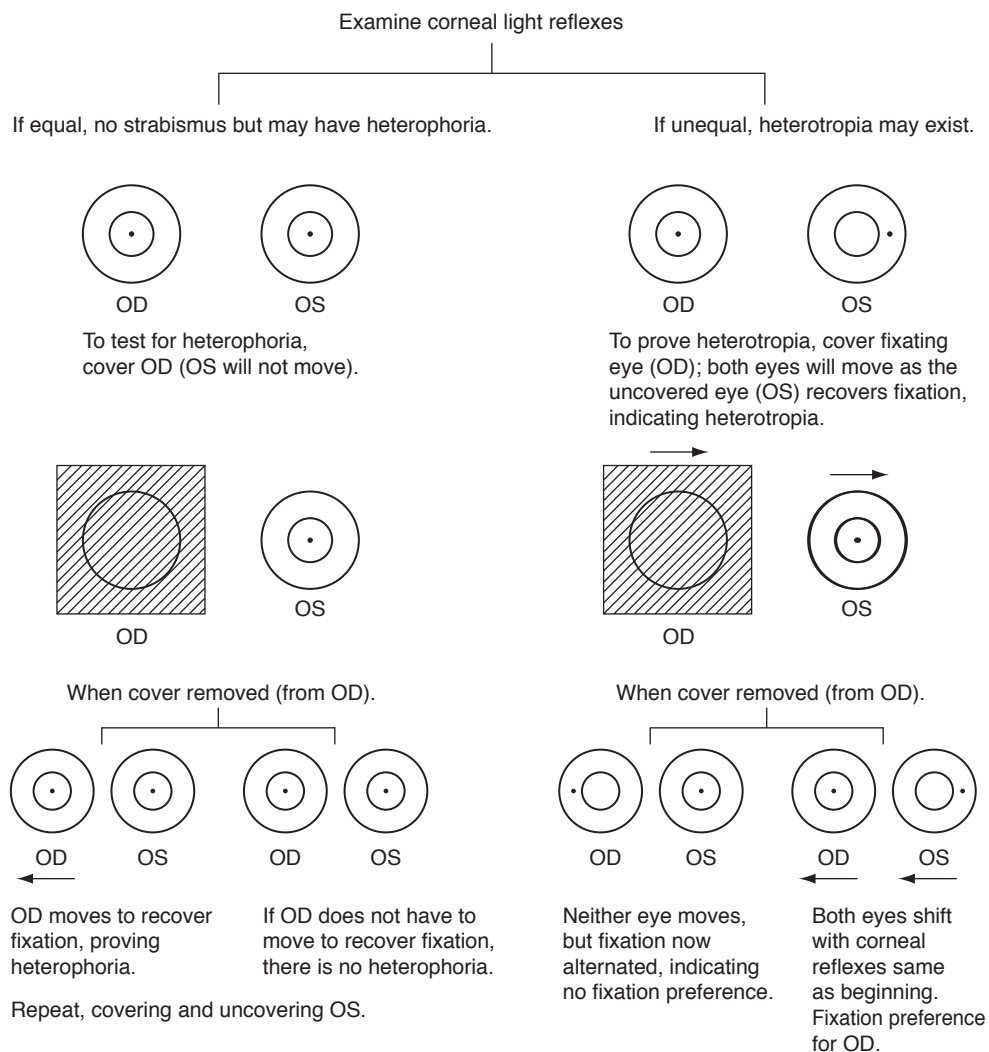 Examine corneal light reflexes
If equal, no strabismus but may have heterophoria.
If unequal, heterotropia may exist.
OD
OS
OD
OS
To test for heterophoria,
cover OD (OS will not move).
To prove heterotropia, cover fixating
eye (OD); both eyes will move as the
uncovered eye (OS) recovers fixation,
indicating heterotropia.
OS
OD
OS
OD
When cover removed (from OD).
When cover removed (from OD).
OD
OS
OD
OS
OD
OS
OD
OS
OD moves to recover
fixation, proving
heterophoria.
If OD does not have to
move to recover fixation,
there is no heterophoria.
Repeat, covering and uncovering OS.
Neither eye moves,
but fixation now
alternated, indicating
no fixation preference.
Both eyes shift
with corneal
reflexes same
as beginning.
Fixation preference
for OD.